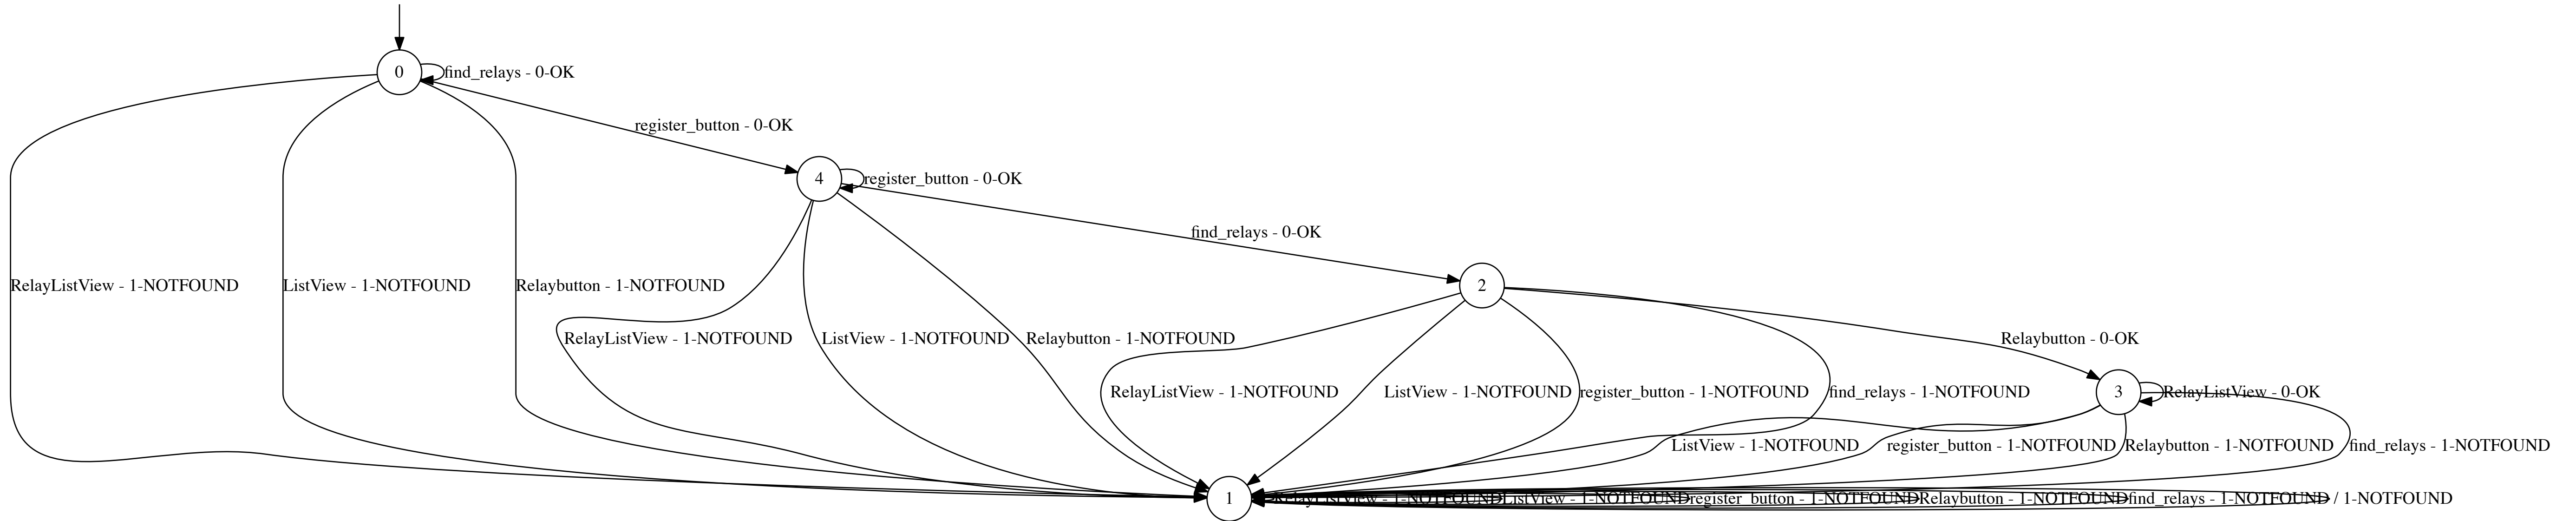 0
find_relays - 0-OK
register_button - 0-OK
4
register_button - 0-OK
find_relays - 0-OK
RelayListView - 1-NOTFOUND
ListView - 1-NOTFOUND
Relaybutton - 1-NOTFOUND
2
RelayListView - 1-NOTFOUND
ListView - 1-NOTFOUND
Relaybutton - 1-NOTFOUND
Relaybutton - 0-OK
RelayListView - 1-NOTFOUND
ListView - 1-NOTFOUND
register_button - 1-NOTFOUND
find_relays - 1-NOTFOUND
3
RelayListView - 0-OK
ListView - 1-NOTFOUND
register_button - 1-NOTFOUND
Relaybutton - 1-NOTFOUND
find_relays - 1-NOTFOUND
1
RelayListView - 1-NOTFOUND
ListView - 1-NOTFOUND
register_button - 1-NOTFOUND
Relaybutton - 1-NOTFOUND
find_relays - 1-NOTFOUND / 1-NOTFOUND